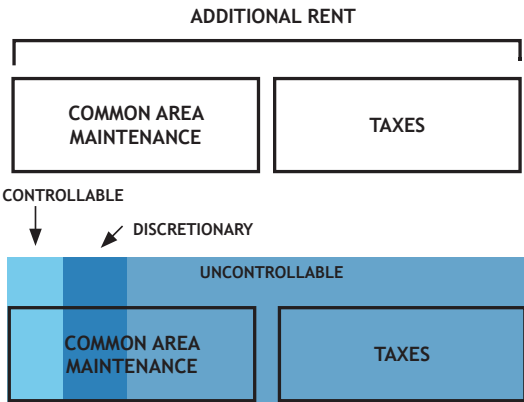 ADDITIONAL RENT
COMMON AREA
MAINTENANCE
TAXES
CONTROLLABLE
DISCRETIONARY
UNCONTROLLABLE
COMMON AREA
MAINTENANCE
TAXES